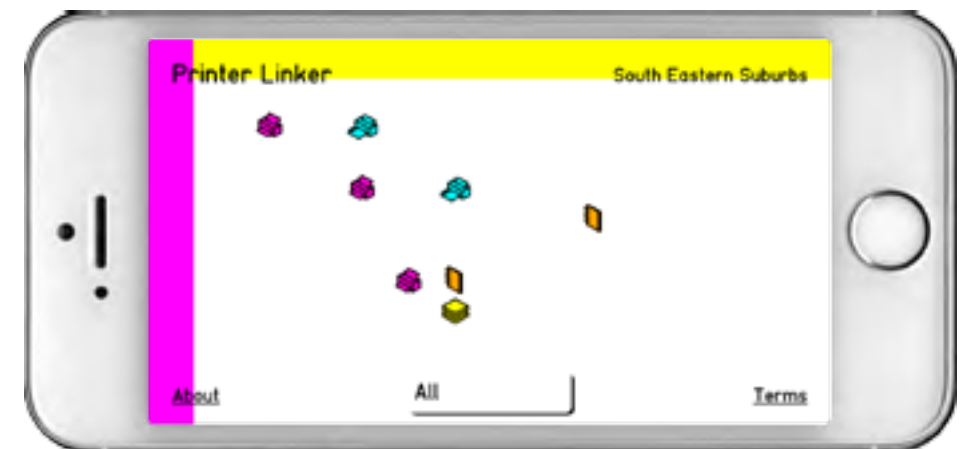 Printer Linker
South Eastern Suburbs
All
About
Terms